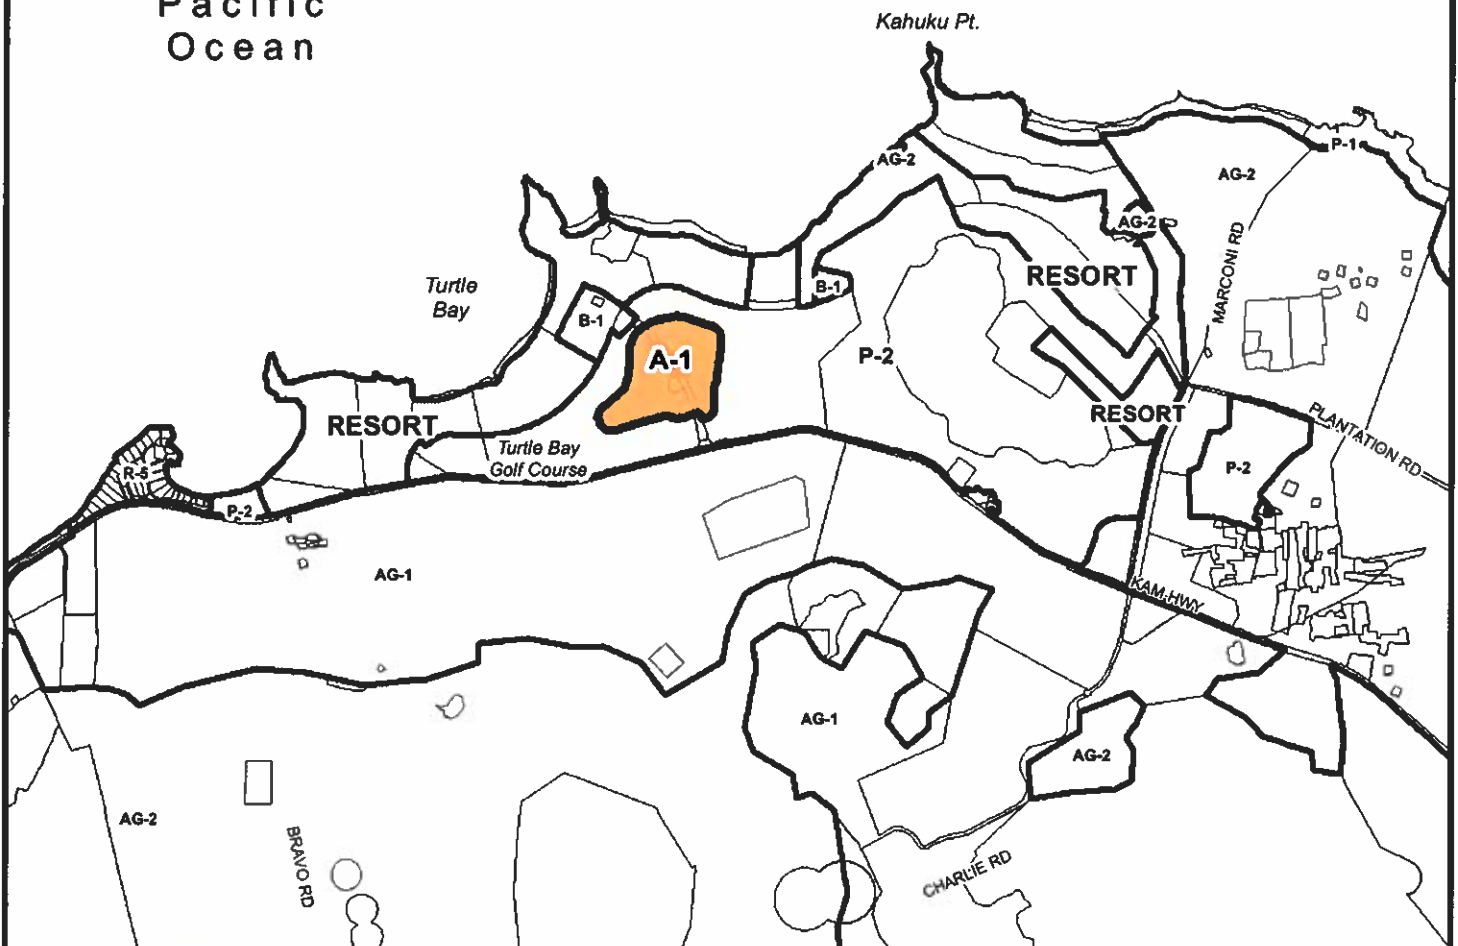 Pacific
Ocean
Kahuku Pt.
P-1
AG-2
AG-2
AG-2
MARCONI RD
RESORT
Turtle
Bay
B-1
B-1
A-1
P-2
RESORT
RESORT
PLANTATION RD
Turtle Bay
Golf Course
R-5
P-2
P-2
AG-1
KAM HWY
AG-1
AG-2
AG-2
BRAVO RD
CHARLIE RD